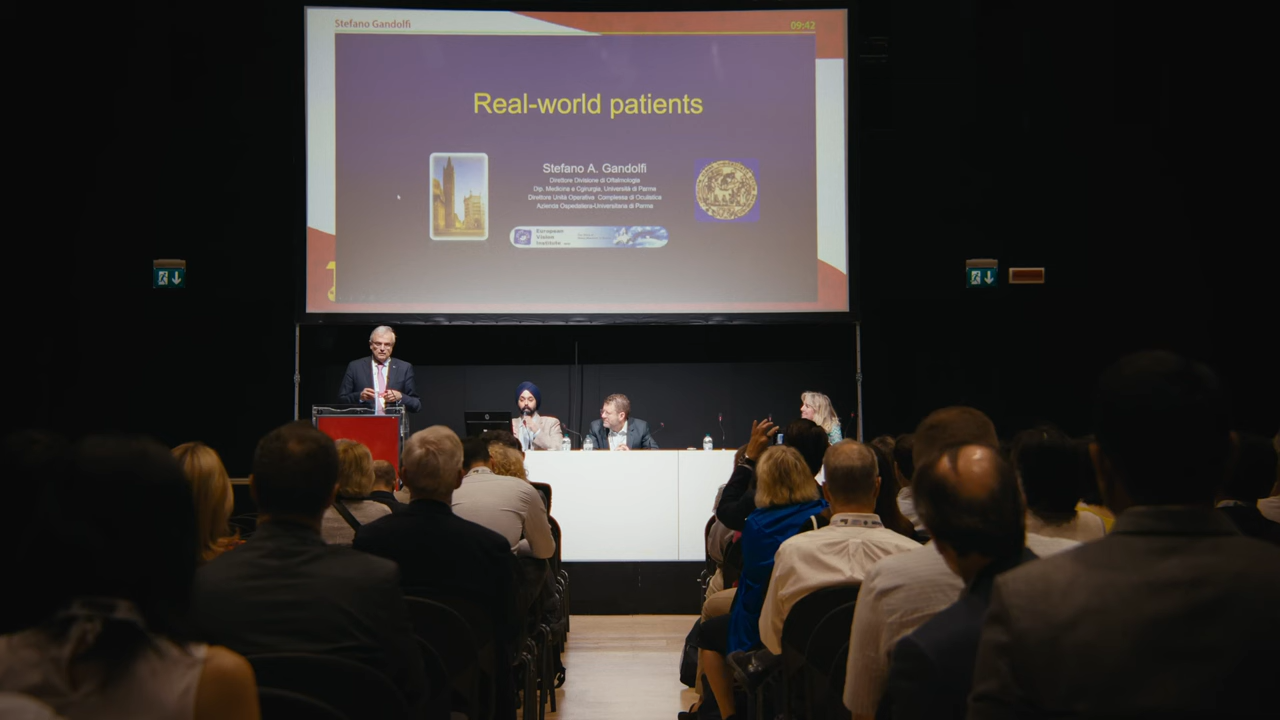 Stefano Gandolfi
09:42
Real-world patients
Stefano A. Gandolfi
Direttore Divisione di Oftalmologia
Dip. Medicina e Chirurgia, Università di Parma
Direttore Unità Operativa Complessa di Oculistica
Azienda Ospedaliero-Universitaria di Parma
European
Vision
Institute